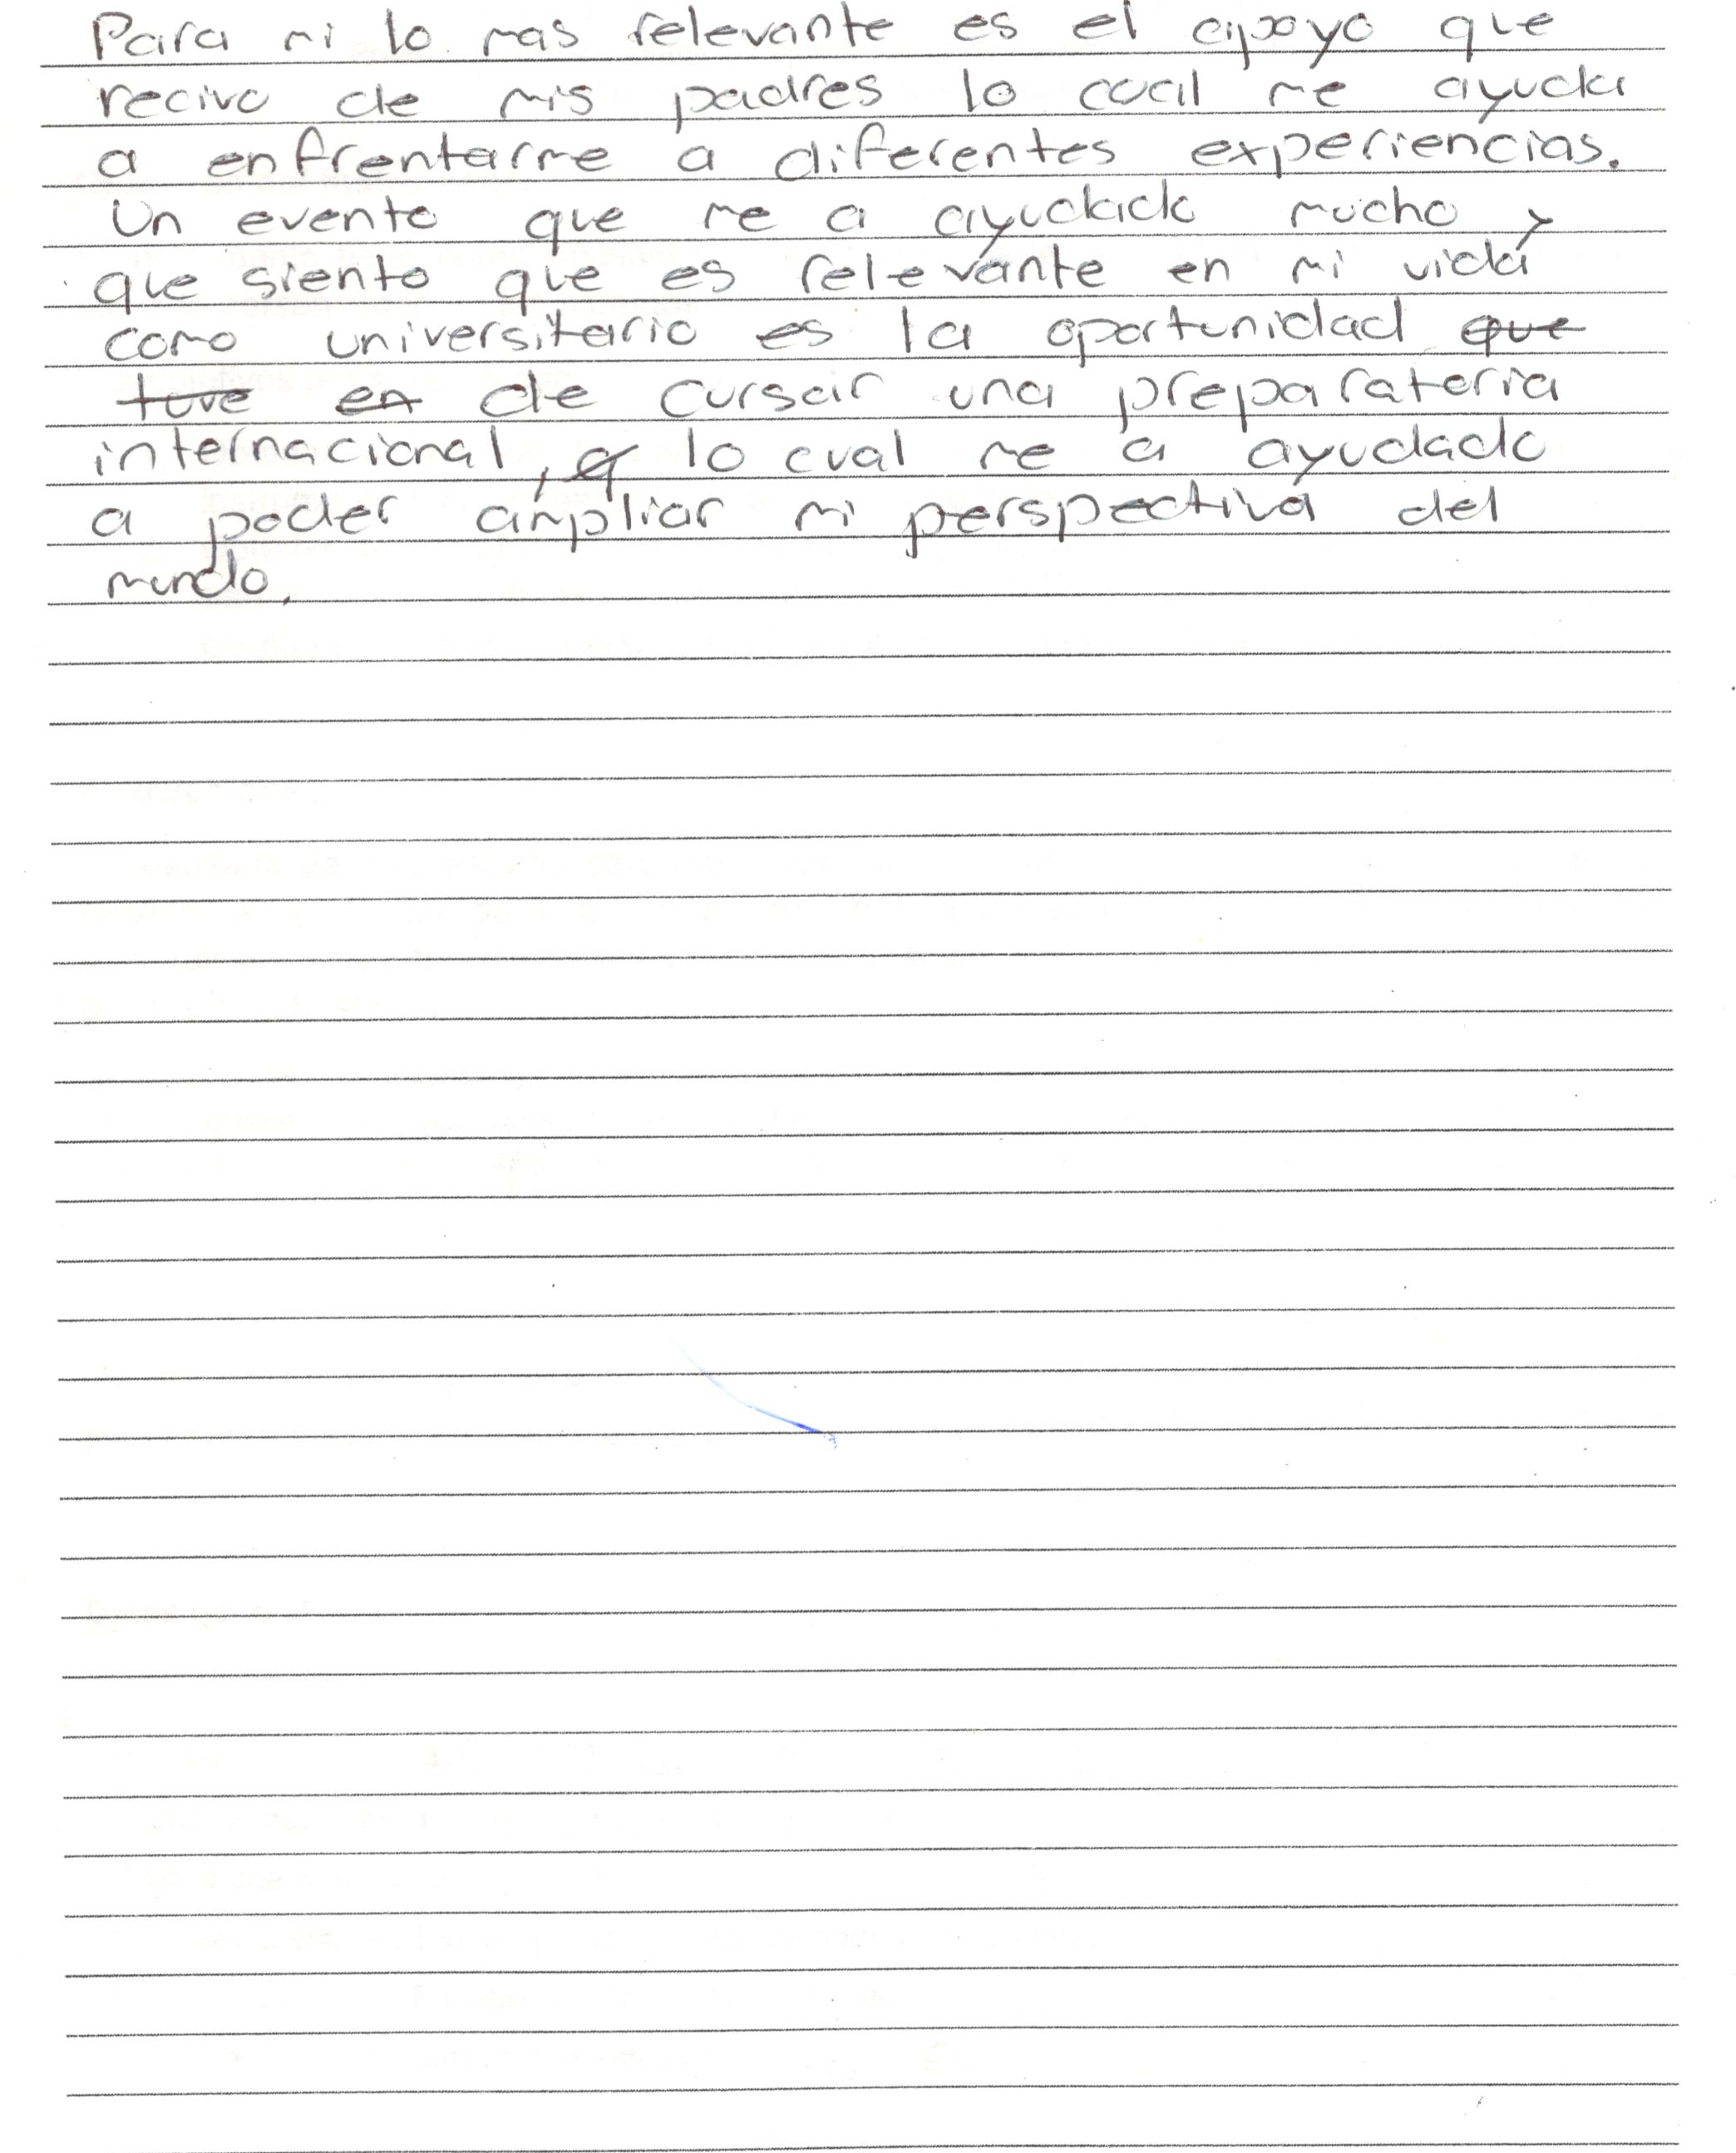 Para mi lo mas relevante es el apoyo que
recivo de mis padres lo cual me ayuda
a enfrentarme a diferentes experiencias.
Un evento que me a ayudado mucho y
que siento que es relevante en mi vida
como universitario es la oportunidad que
tuve en de cursar una preparatoria
internacional, q lo cual me a ayudado
a poder ampliar mi perspectiva del
mundo.